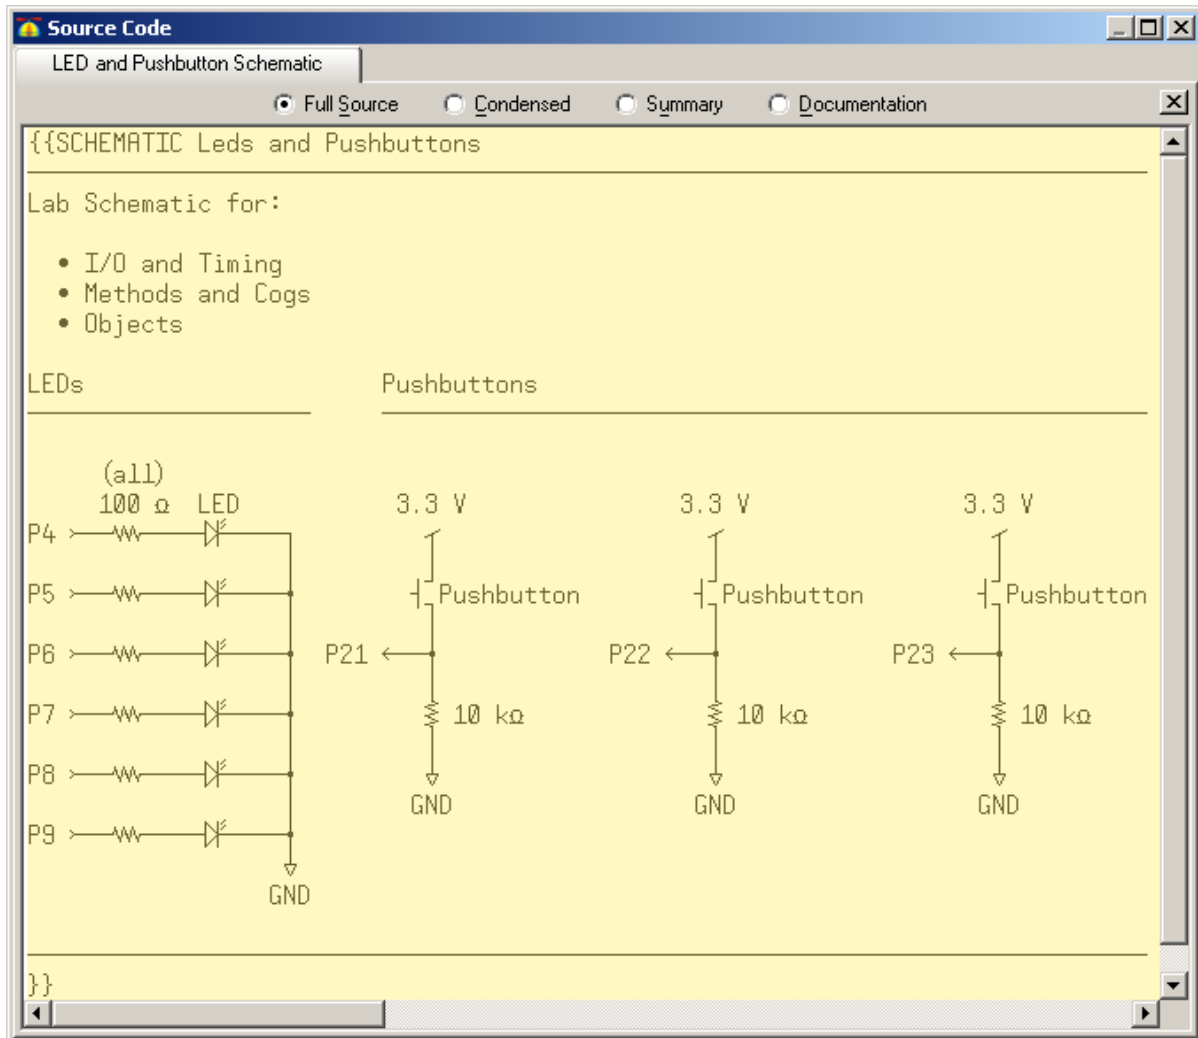 Source Code
LED and Pushbutton Schematic
Full Source Condensed Summary Documentation
{{SCHEMATIC Leds and Pushbuttons
Lab Schematic for:
• I/O and Timing
• Methods and Cogs
• Objects
LEDs Pushbuttons
(all)
100 Ω LED 3.3 V 3.3 V 3.3 V
P4
P5 Pushbutton Pushbutton Pushbutton
P6 P21 P22 P23
P7 10 kΩ 10 kΩ 10 kΩ
P8
GND GND GND
P9
GND
}}